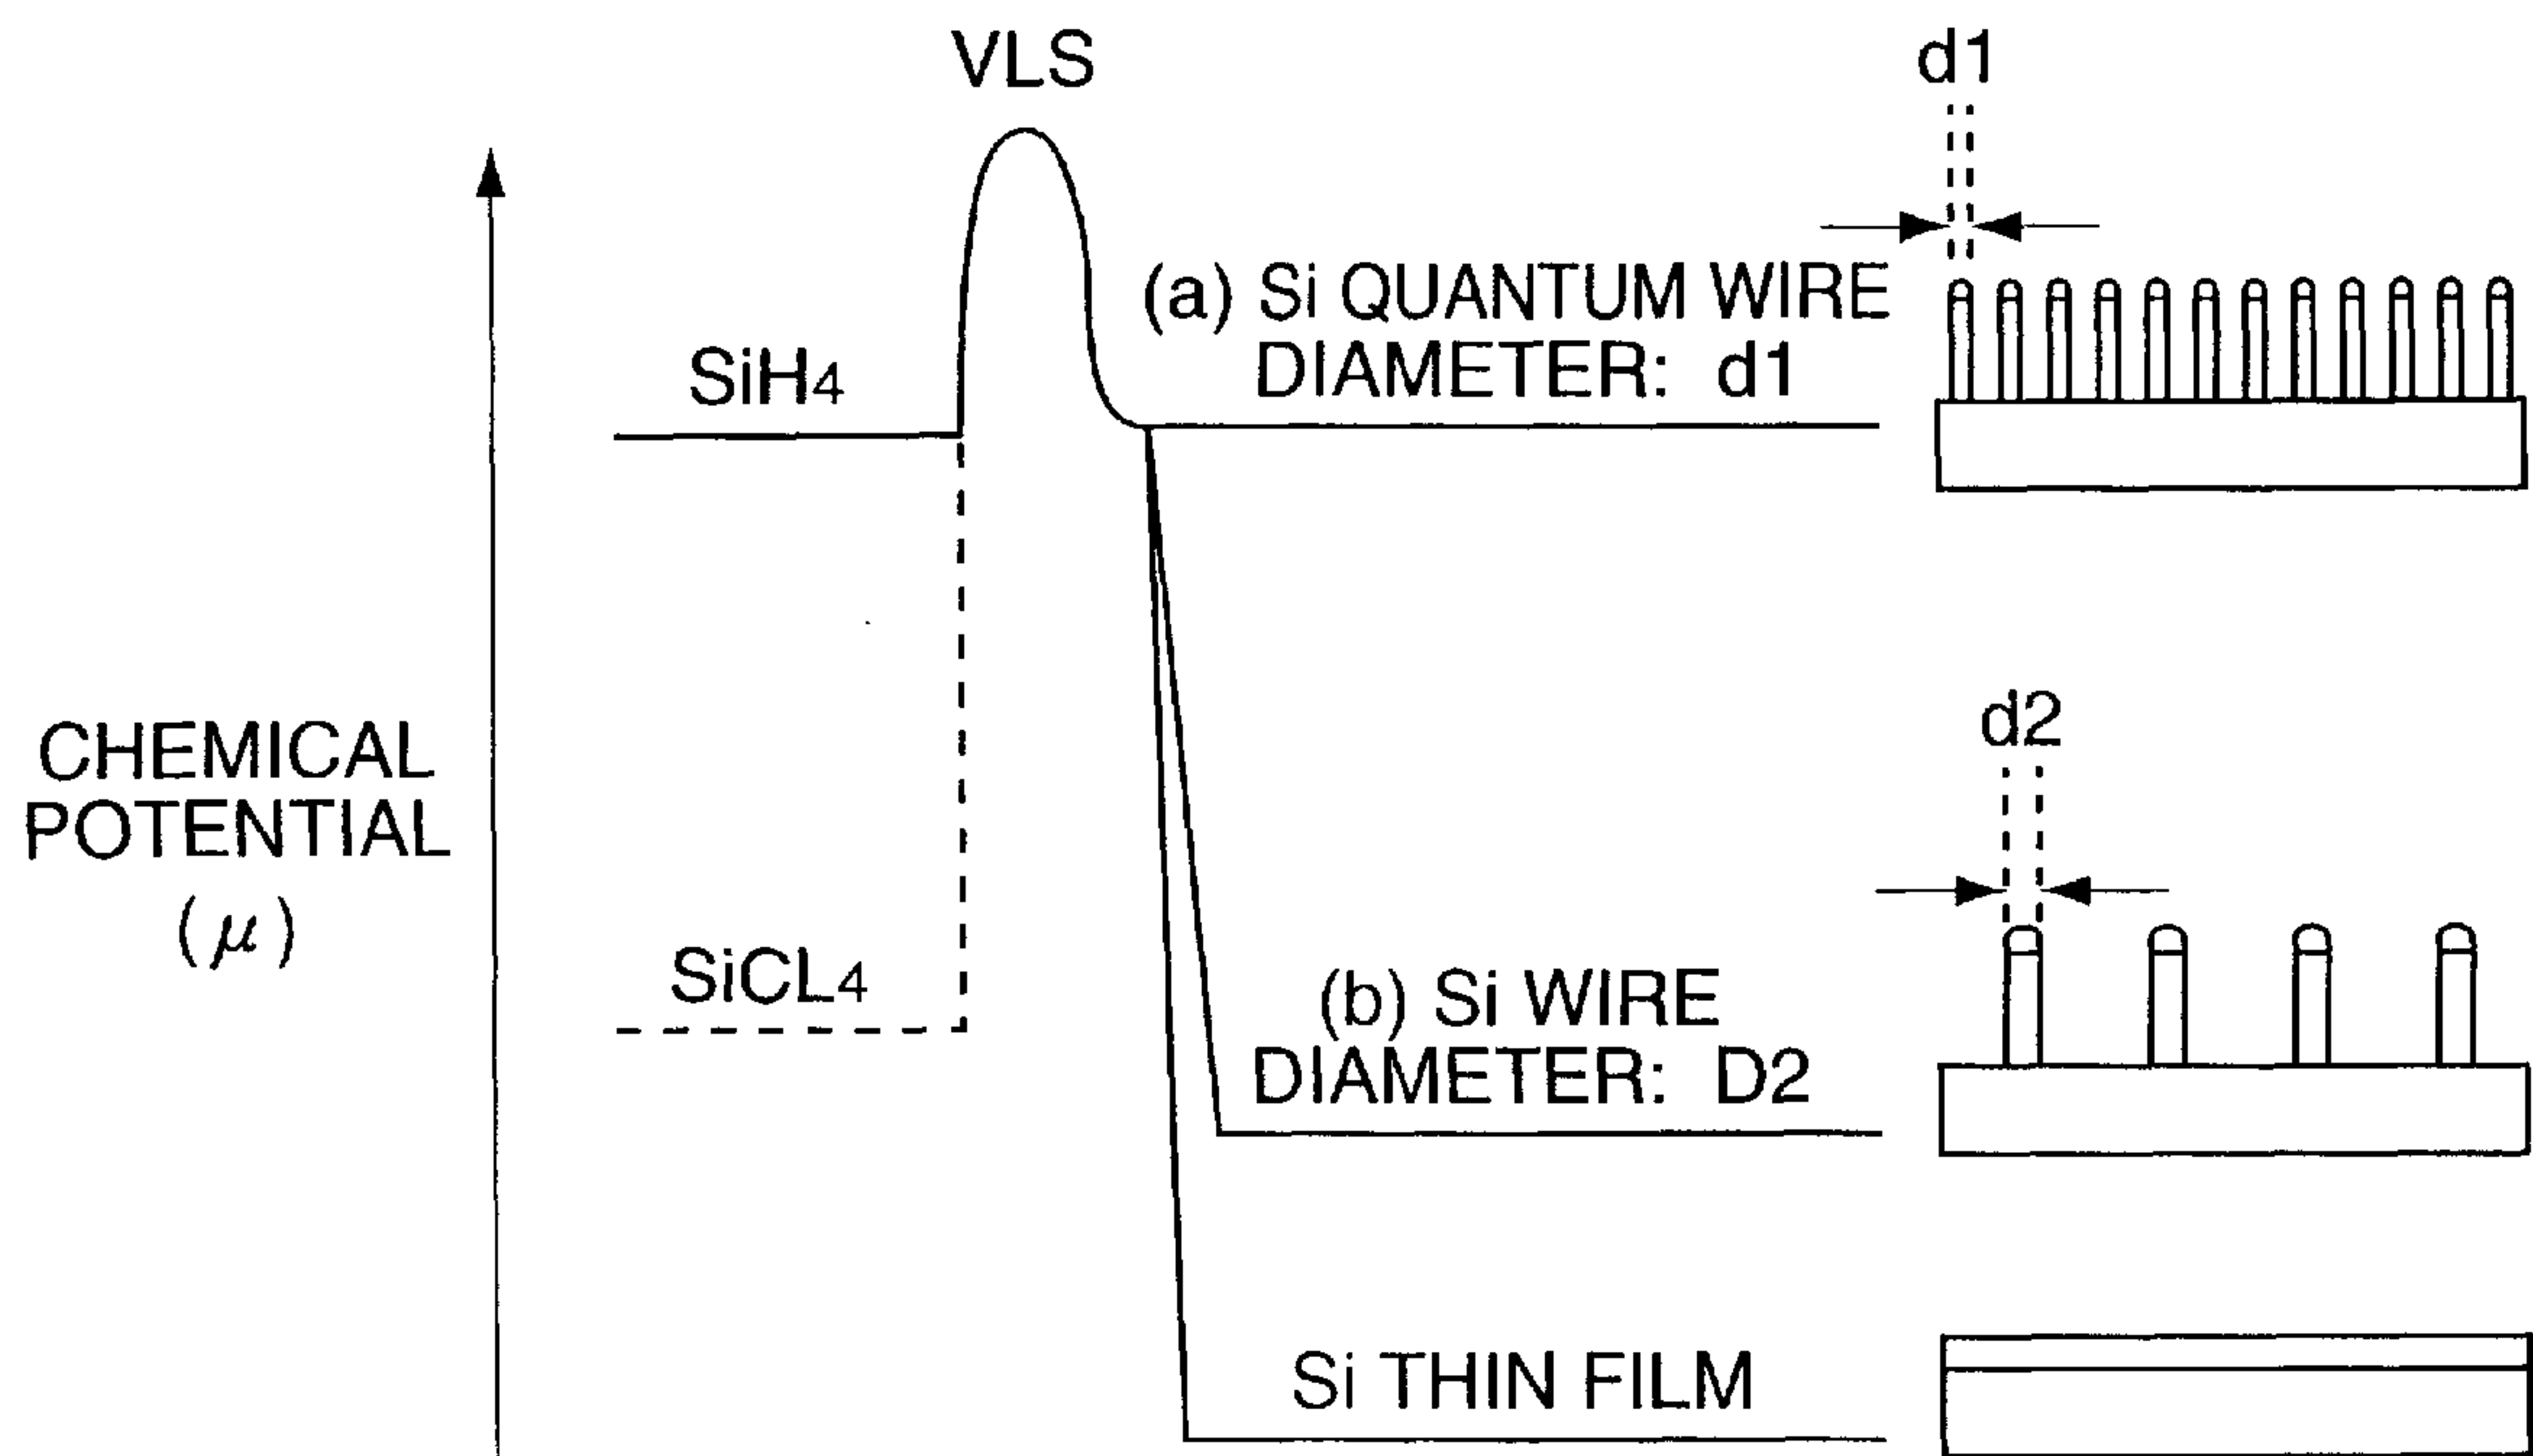 VLS
d1
(a) Si QUANTUM WIRE
DIAMETER: d1
SiH4
CHEMICAL
POTENTIAL
(μ)
d2
SiCL4
(b) Si WIRE
DIAMETER: D2
Si THIN FILM